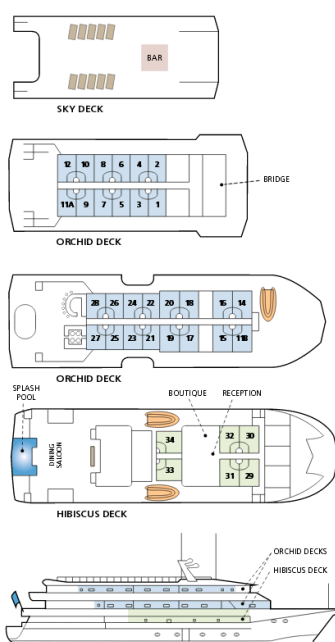 BAR
SKY DECK
12 10 8 6 4 2
BRIDGE
11A 9 7 5 3 1
ORCHID DECK
28 26 24 22 20 18 16 14
27 25 23 21 19 17 15 11B
ORCHID DECK
SPLASH
POOL
BOUTIQUE RECEPTION
DINING
SALOON
34 32 30
33 31 29
HIBISCUS DECK
ORCHID DECKS
HIBISCUS DECK